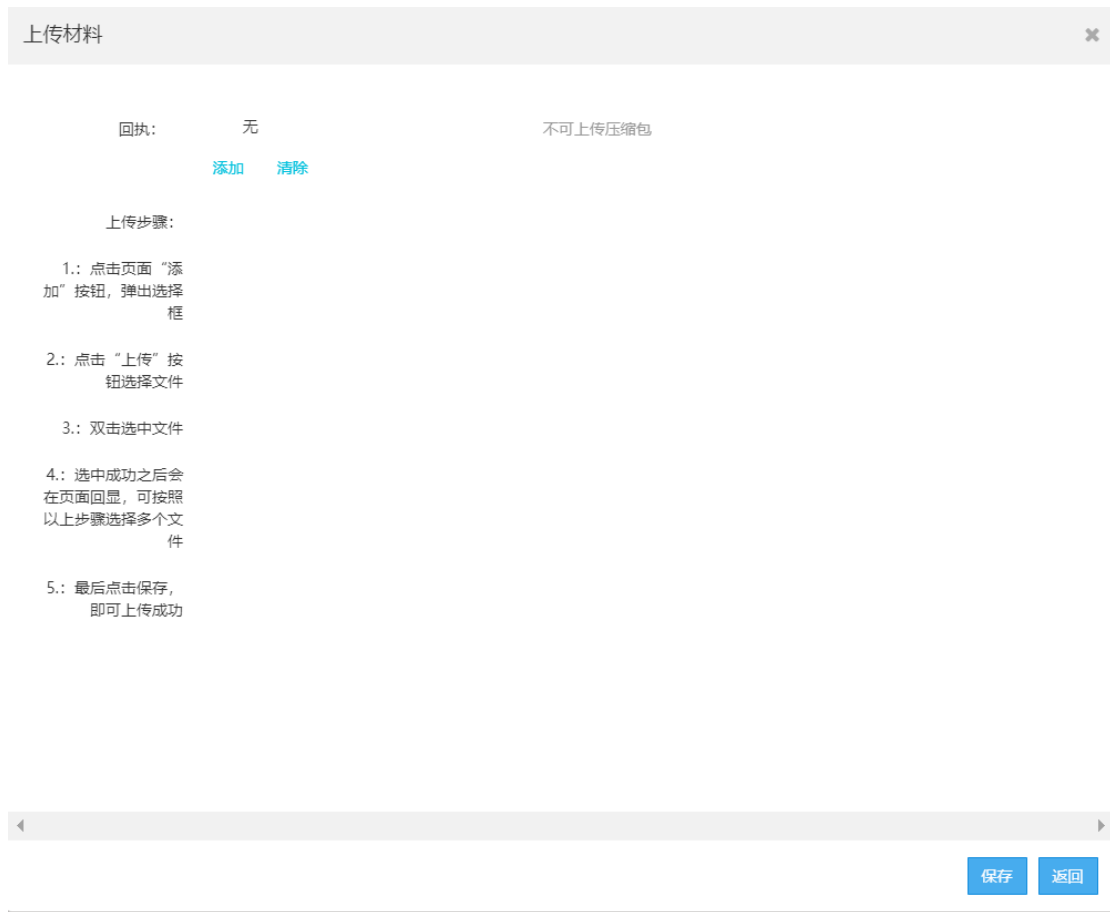 上传材料
回执： 无 不可上传压缩包
添加 清除
上传步骤：
1.：点击页面“添
加”按钮，弹出选择
框
2.：点击“上传”按
钮选择文件
3.：双击选中文件
4.：选中成功之后会
在页面回显，可按照
以上步骤选择多个文
件
5.：最后点击保存，
即可上传成功
保存 返回